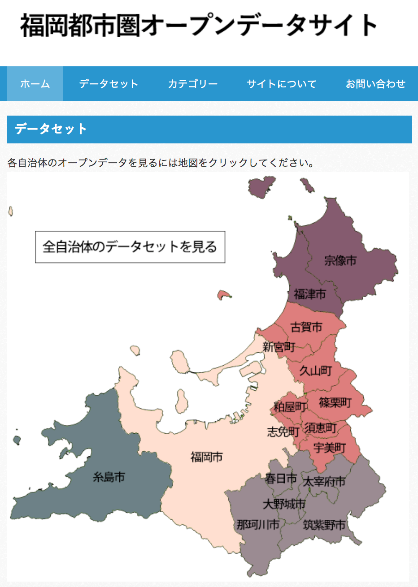 福岡都市圏オープンデータサイト
ホーム データセット カテゴリー サイトについて お問い合わせ
データセット
各自治体のオープンデータを見るには地図をクリックしてください。
全自治体のデータセットを見る
宗像市
福津市
古賀市
新宮町
久山町
篠栗町
粕屋町
須恵町
志免町
宇美町
福岡市
糸島市
春日市
太宰府市
大野城市
那珂川市
筑紫野市